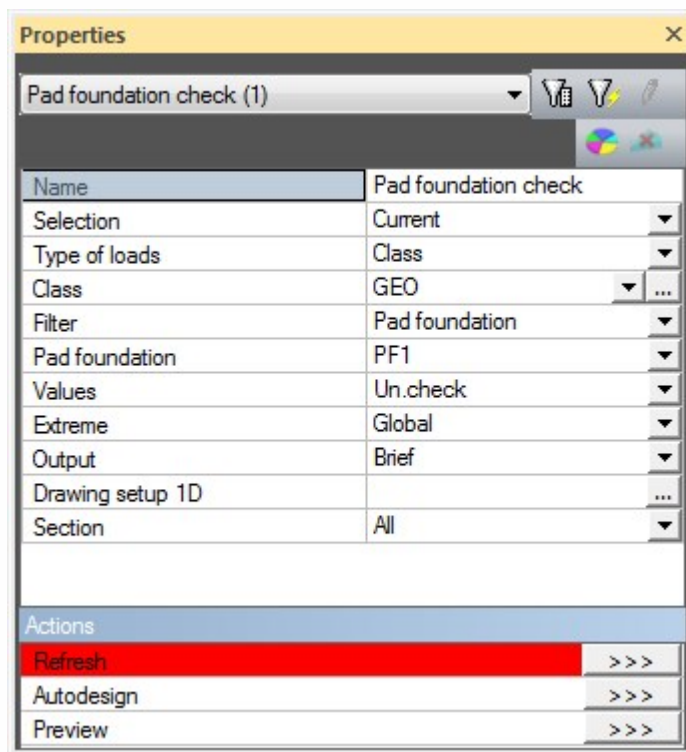 Properties
Pad foundation check (1)
Name Pad foundation check
Selection Current
Type of loads Class
Class GEO ...
Filter Pad foundation
Pad foundation PF1
Values Un.check
Extreme Global
Output Brief
Drawing setup 1D ...
Section All
Actions
Refresh >>>
Autodesign >>>
Preview >>>